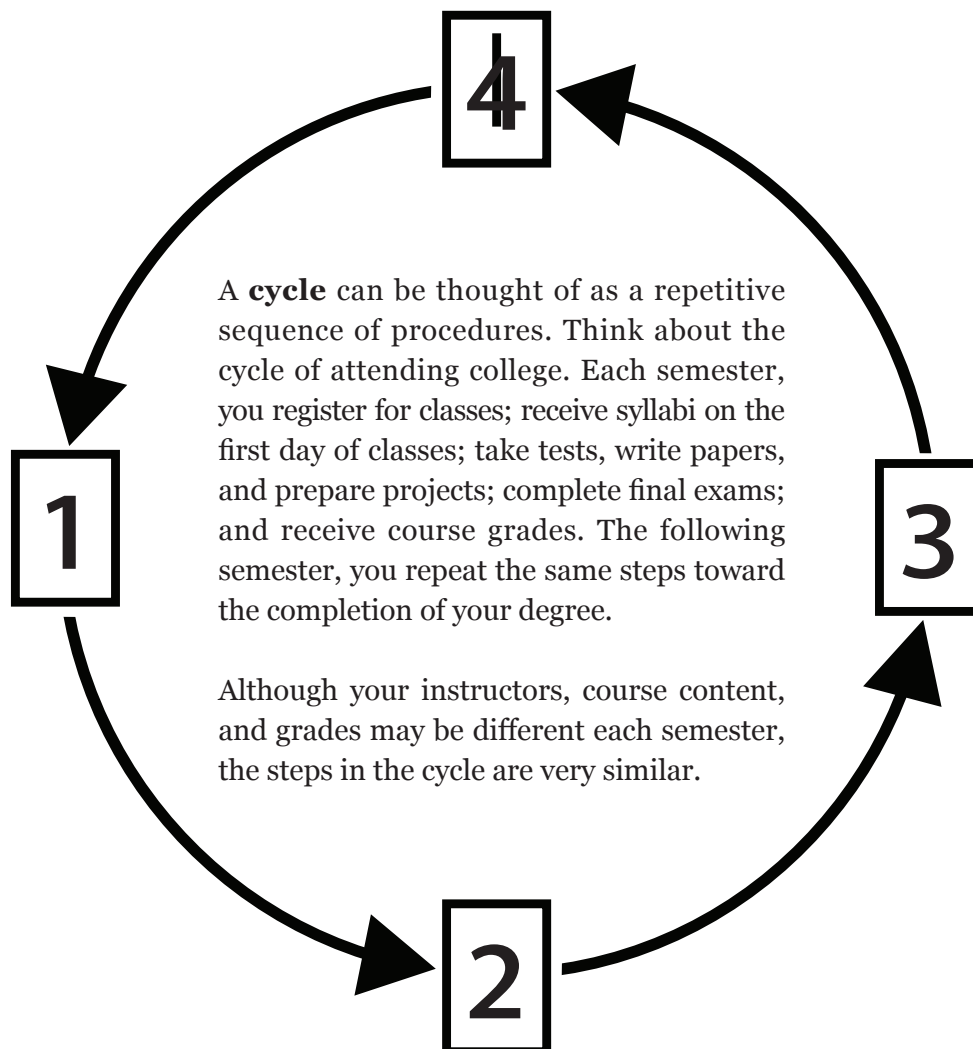 4
A cycle can be thought of as a repetitive
sequence of procedures. Think about the
cycle of attending college. Each semester,
you register for classes; receive syllabi on the
first day of classes; take tests, write papers,
and prepare projects; complete final exams;
and receive course grades. The following
semester, you repeat the same steps toward
the completion of your degree.
1
3
Although your instructors, course content,
and grades may be different each semester,
the steps in the cycle are very similar.
2